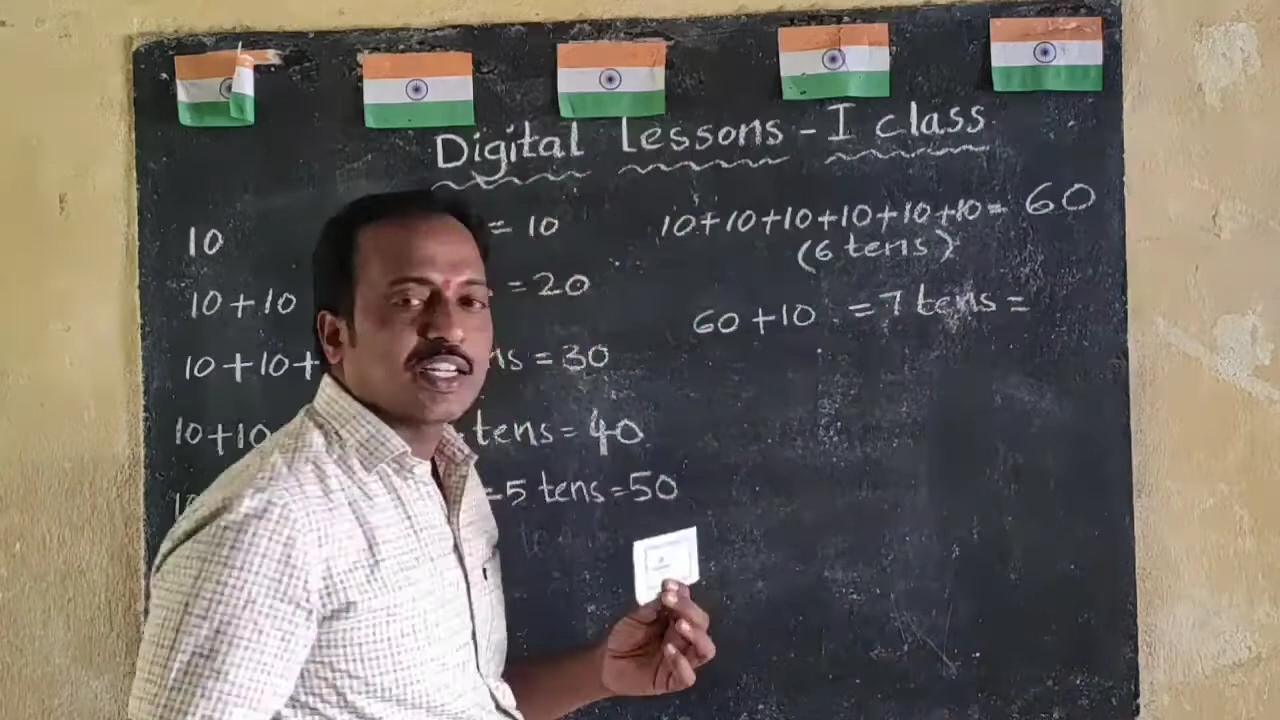 Digital Lessons - I class
10 = 10
10+10 = 20
10+10+ = 30
10+10 tens = 40
=5 tens=50
10+10+10+10+10+10= 60
(6 tens)
60+10 =7 tens=